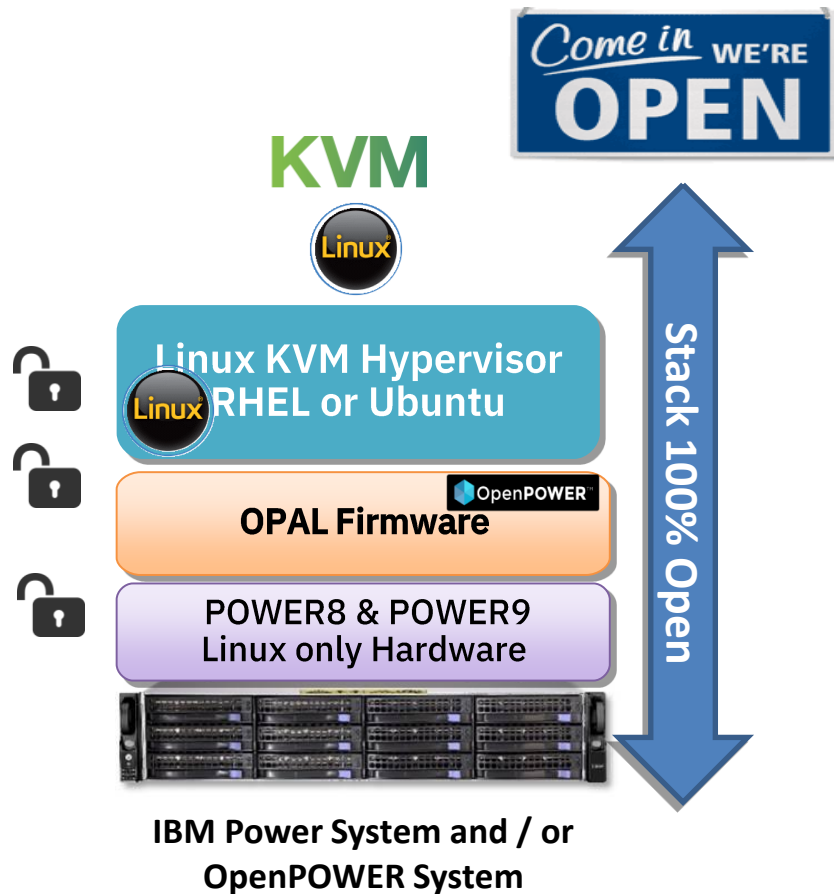 Come in WE'RE
OPEN
KVM
Linux
Linux KVM Hypervisor
RHEL or Ubuntu
Linux
OpenPOWER™
OPAL Firmware
POWER8 & POWER9
Linux only Hardware
Stack 100% Open
IBM Power System and / or
OpenPOWER System